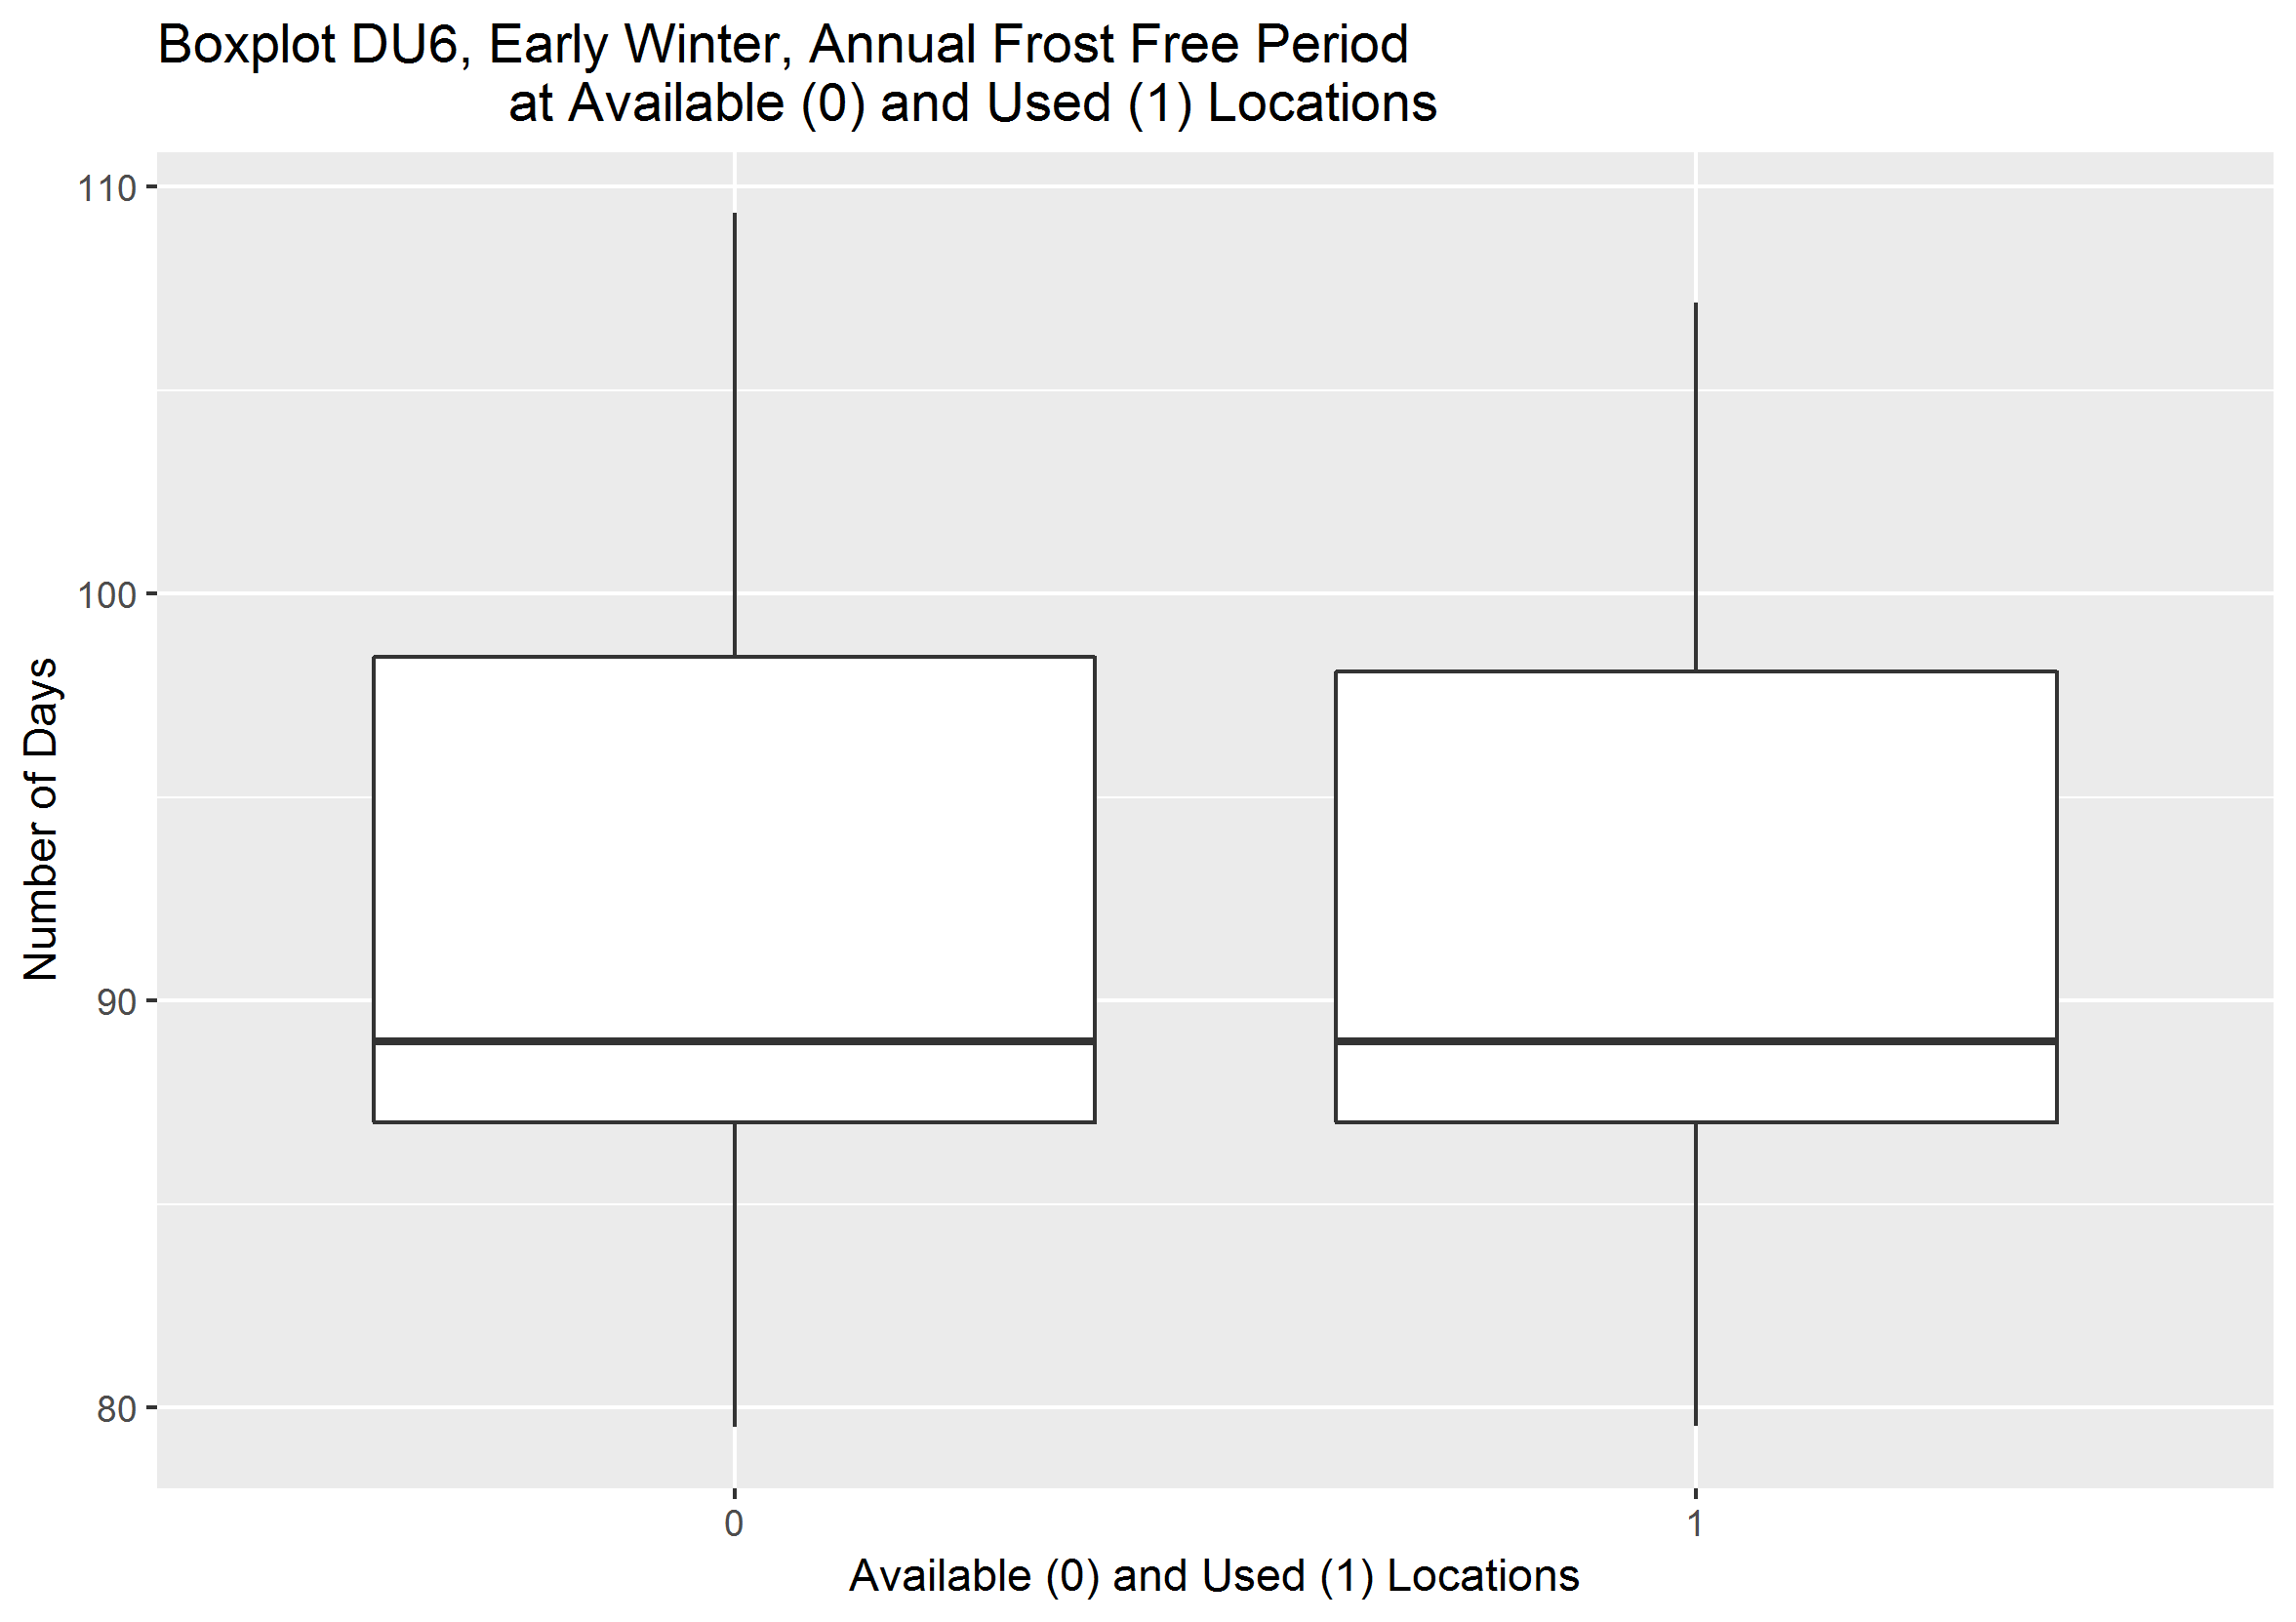 Boxplot DU6, Early Winter, Annual Frost Free Period
at Available (0) and Used (1) Locations
110
100
90
80
Number of Days
0
1
Available (0) and Used (1) Locations